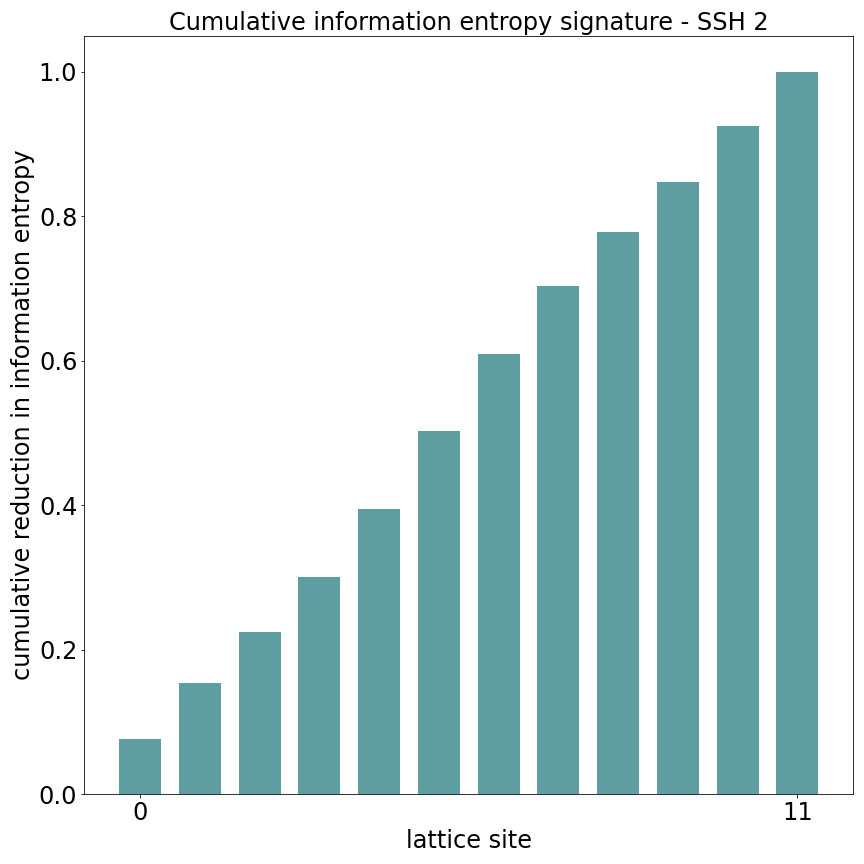 Cumulative information entropy signature - SSH 2
cumulative reduction in information entropy
1.0
0.8
0.6
0.4
0.2
0.0
0 11
lattice site